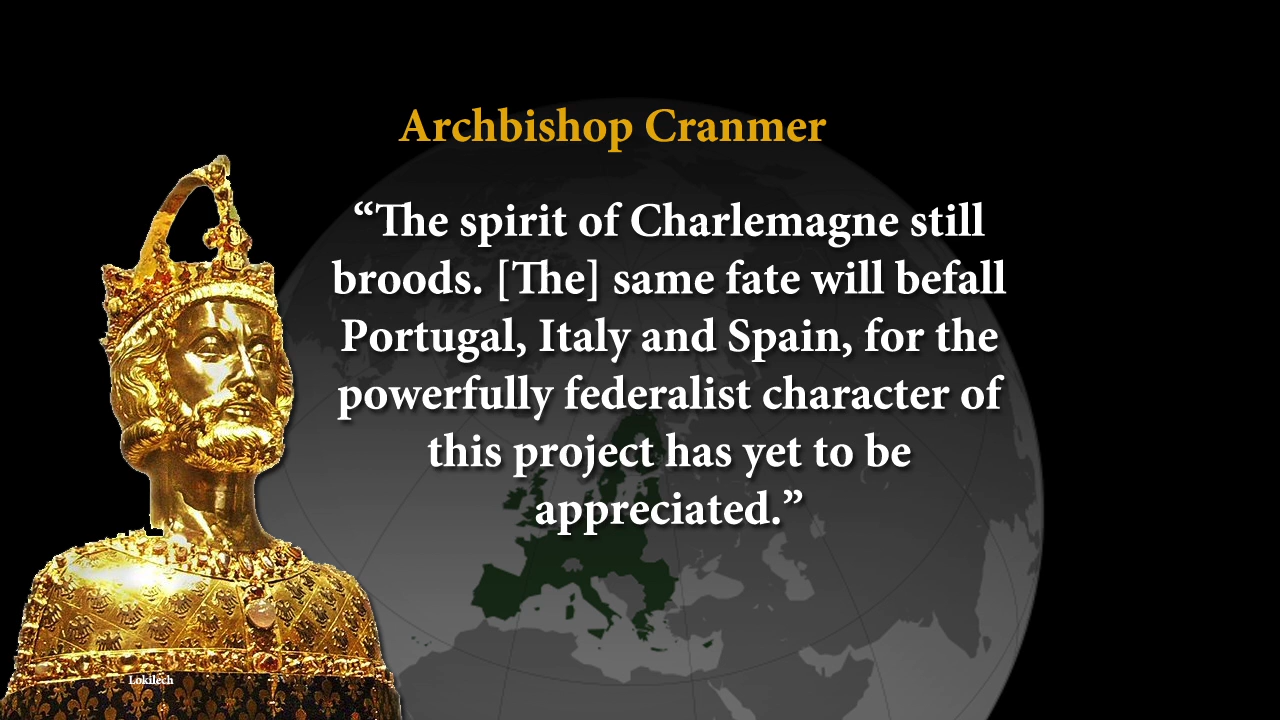 Archbishop Cranmer
“The spirit of Charlemagne still
broods. [The] same fate will befall
Portugal, Italy and Spain, for the
powerfully federalist character of
this project has yet to be
appreciated.”
Lokilech